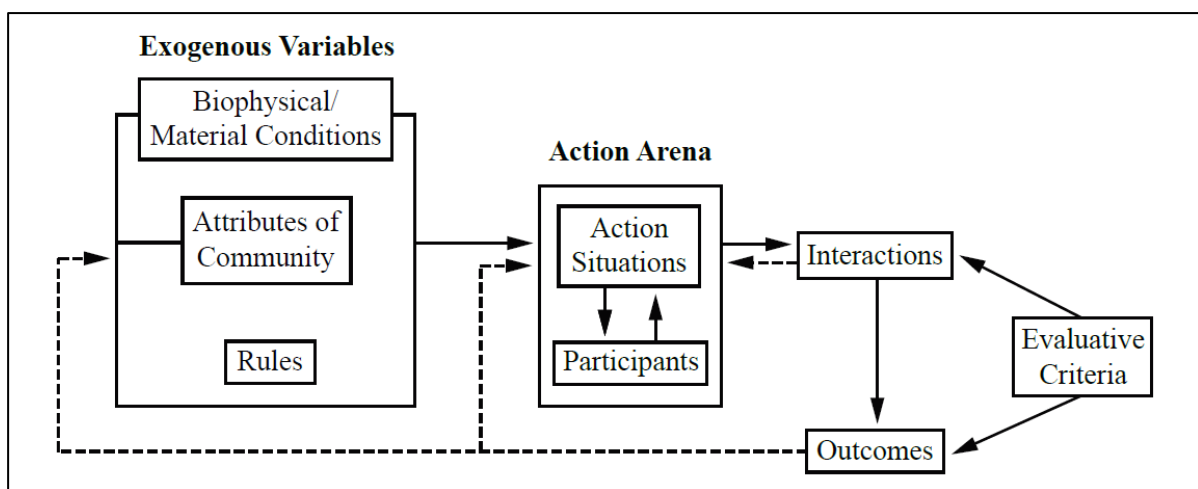 Exogenous Variables
Biophysical/
Material Conditions
Attributes of
Community
Rules
Action Arena
Action
Situations
Participants
Interactions
Outcomes
Evaluative
Criteria